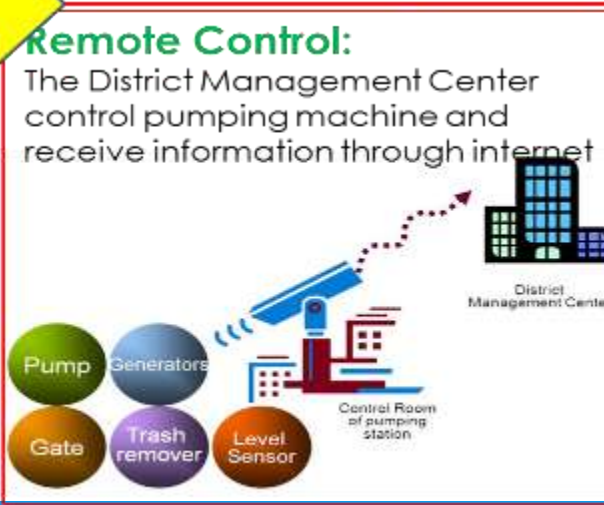 Remote Control:
The District Management Center
control pumping machine and
receive information through internet
District
Management Cente
Pump
Generators
Control Room
of pumping
station
Gate
Trash
remover
Level
Sensor